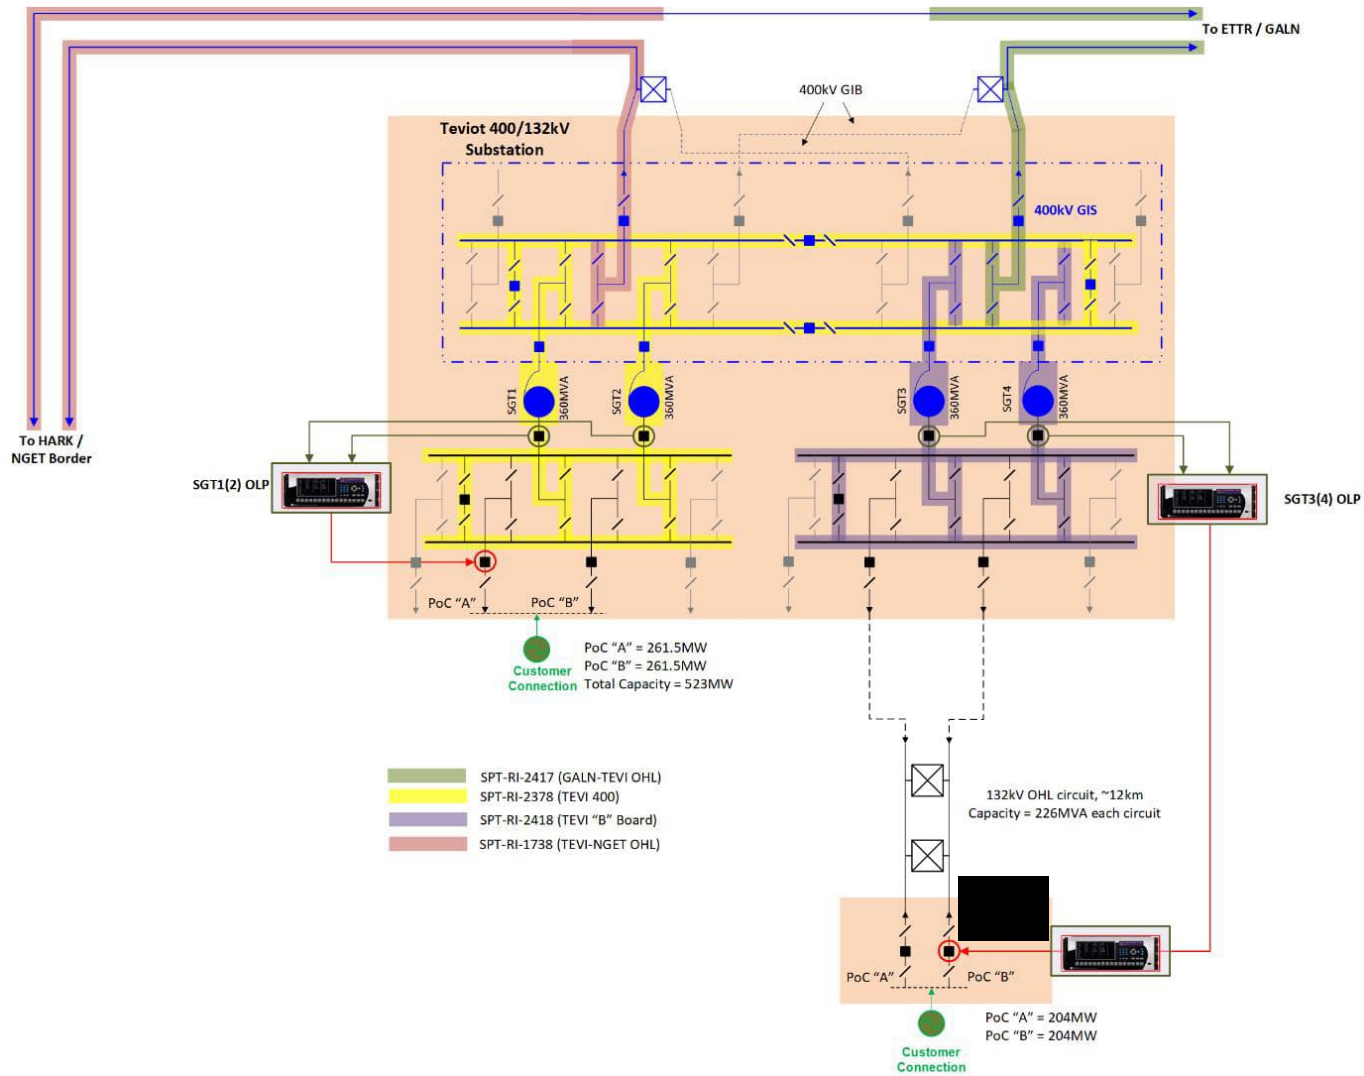 To ETTR / GALN
400kV GIB
Teviot 400/132kV
Substation
400kV GIS
SGT1
360MVA
SGT2
360MVA
SGT3
360MVA
SGT4
360MVA
To HARK /
NGET Border
SGT1(2) OLP
SGT3(4) OLP
PoC “A”
PoC “B”
Customer
Connection
PoC “A” = 261.5MW
PoC “B” = 261.5MW
Total Capacity = 523MW
SPT-RI-2417 (GALN-TEVI OHL)
SPT-RI-2378 (TEVI 400)
SPT-RI-2418 (TEVI “B” Board)
SPT-RI-1738 (TEVI-NGET OHL)
132kV OHL circuit, ~12km
Capacity = 226MVA each circuit
PoC “A”
PoC “B”
PoC “A” = 204MW
PoC “B” = 204MW
Customer
Connection